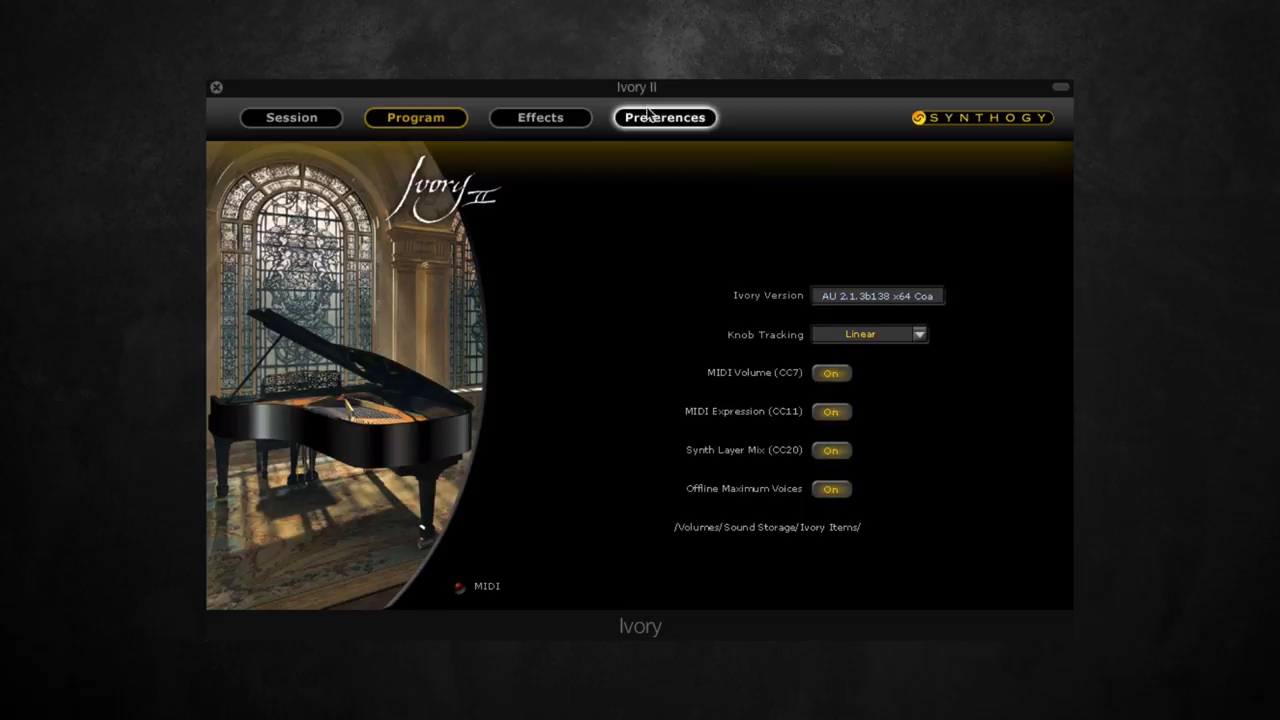 Ivory II
Session
Program
Effects
Preferences
SYNTHOGY
Ivory II
Ivory Version
AU 2.1.3b138 x64 Coa
Knob Tracking
Linear
MIDI Volume (CC7)
On
MIDI Expression (CC11)
On
Synth Layer Mix (CC20)
On
Offline Maximum Voices
On
/Volumes/Sound Storage/Ivory Items/
MIDI
Ivory